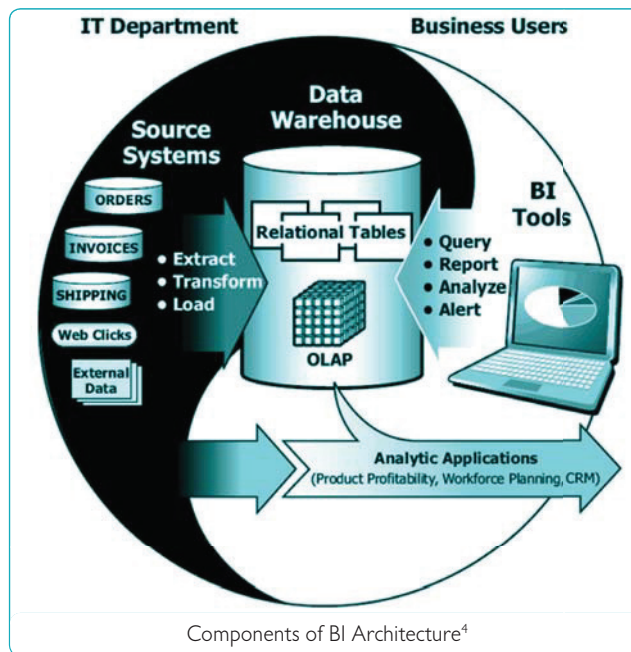 IT Department
Business Users
Data
Warehouse
Source
Systems
ORDERS
INVOICES
SHIPPING
Web Clicks
External
Data
• Extract
• Transform
• Load
Relational Tables
OLAP
BI
Tools
• Query
• Report
• Analyze
• Alert
Analytic Applications
(Product Profitability, Workforce Planning, CRM)
Components of BI Architecture⁴